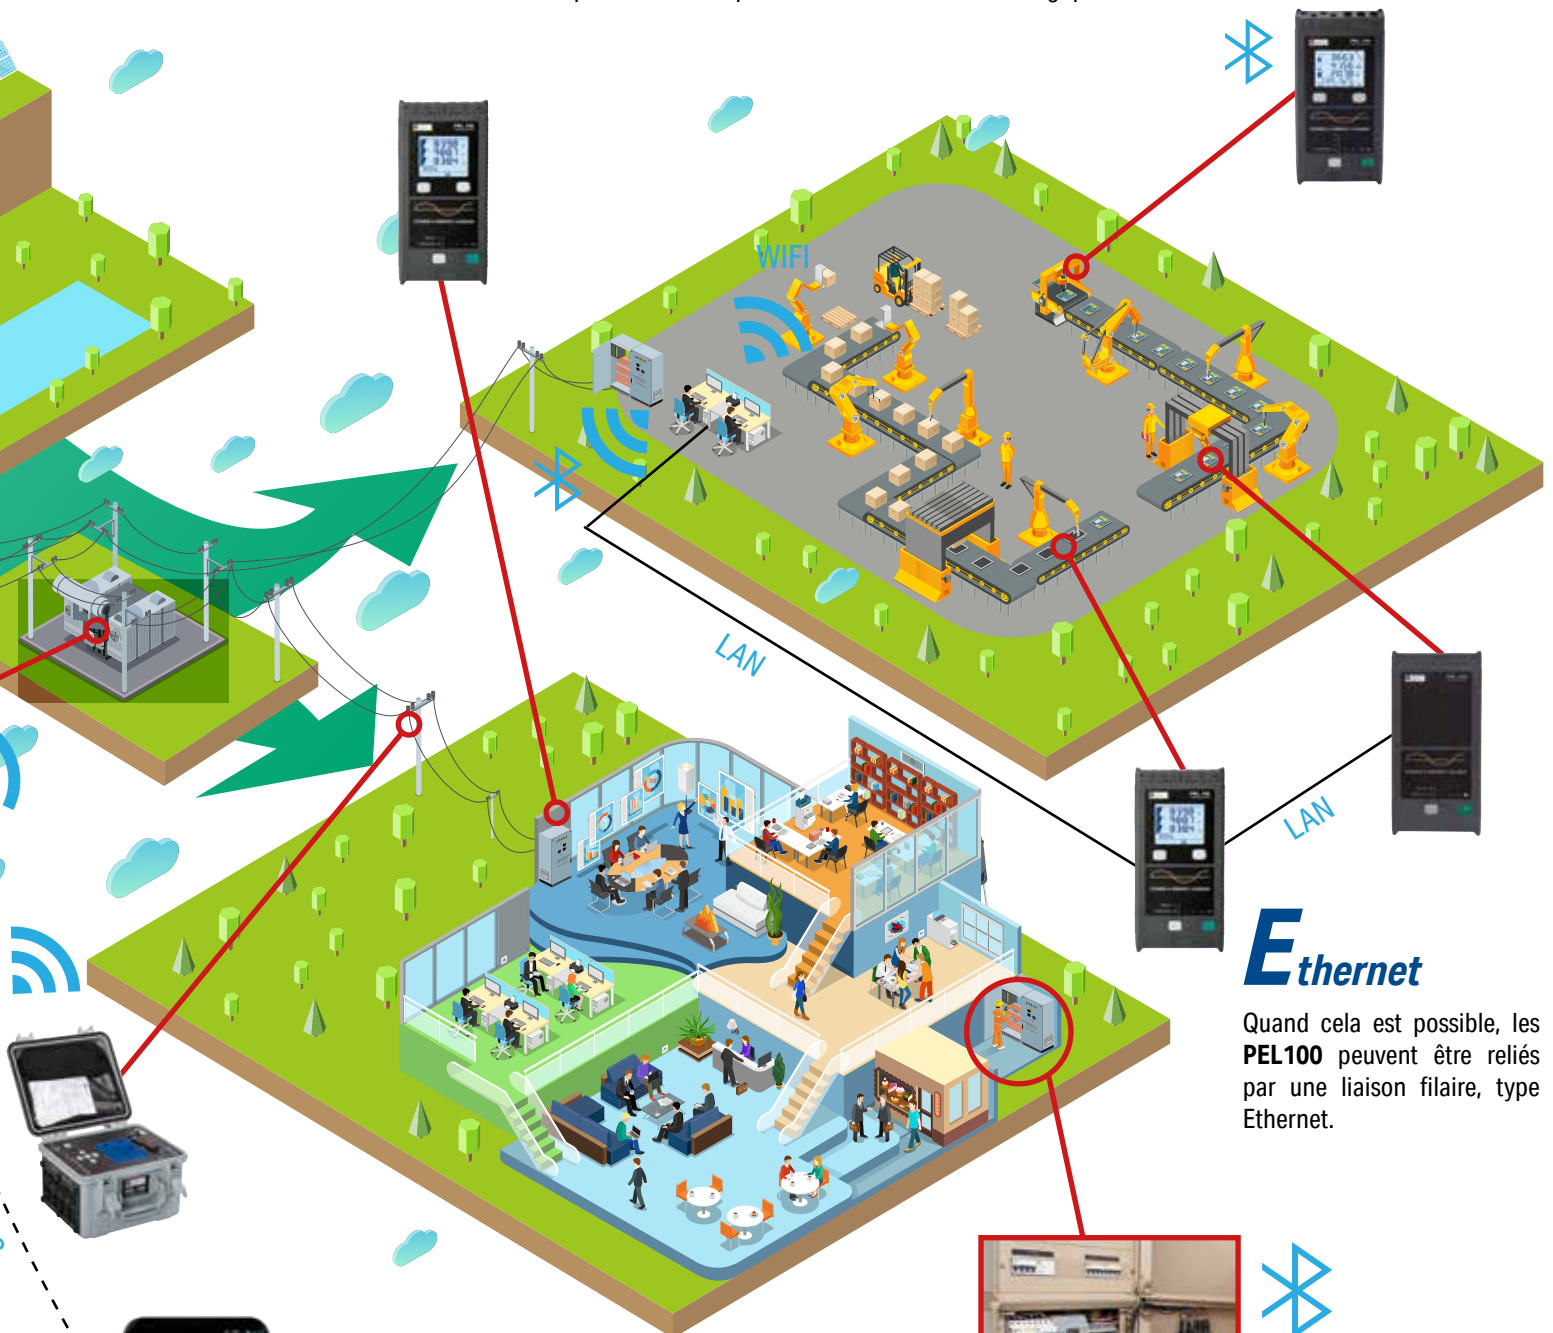 WIFI
LAN
LAN
Ethernet
Quand cela est possible, les
PEL100 peuvent être reliés
par une liaison filaire, type
Ethernet.